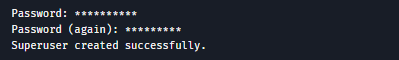 Password: **********
Password (again): *********
Superuser created successfully.